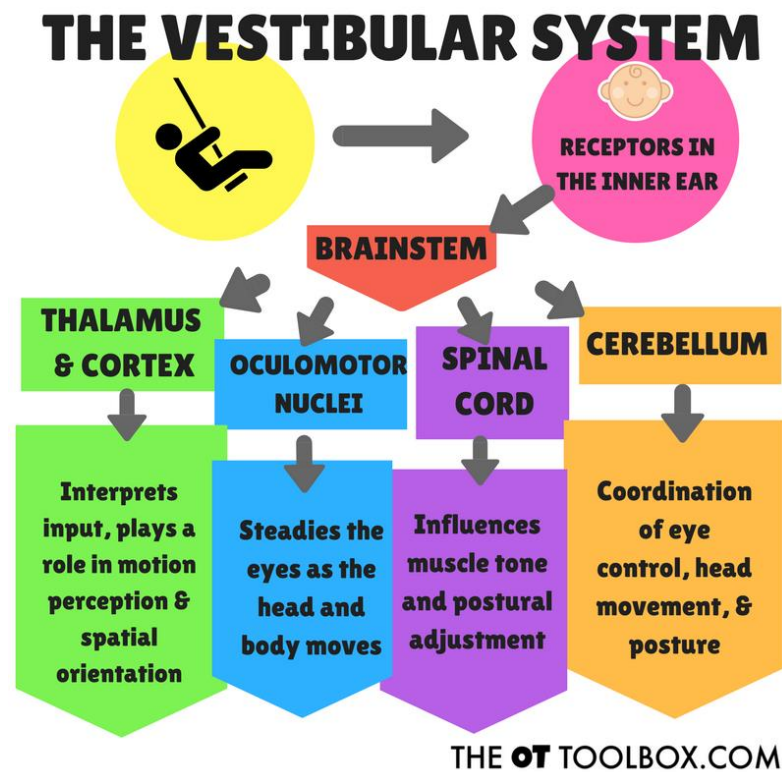 THE VESTIBULAR SYSTEM
RECEPTORS IN
THE INNER EAR
BRAINSTEM
THALAMUS
& CORTEX
OCULOMOTOR
NUCLEI
SPINAL
CORD
CEREBELLUM
Interprets
input, plays a
role in motion
perception &
spatial
orientation
Steadies the
eyes as the
head and
body moves
Influences
muscle tone
and postural
adjustment
Coordination
of eye
control, head
movement, &
posture
THE OT TOOLBOX.COM